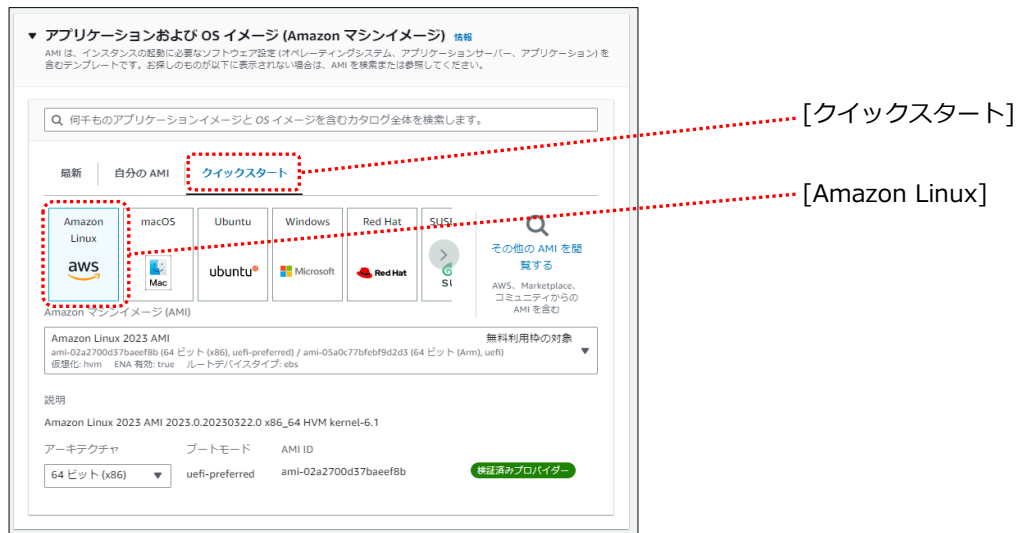 ▼ アプリケーションおよび OS イメージ (Amazon マシンイメージ) 情報
AMI は、インスタンスの起動に必要なソフトウェア設定 (オペレーティングシステム、アプリケーションサーバー、アプリケーション) を
含むテンプレートです。お探しのものが以下に表示されない場合は、AMI を検索または参照してください。
何千ものアプリケーションイメージと OS イメージを含むカタログ全体を検索します。
[クイックスタート]
最新
自分の AMI
クイックスタート
[Amazon Linux]
Amazon
Linux
aws
macOS
Mac
Ubuntu
ubuntu®
Windows
Microsoft
Red Hat
Red Hat
SUSE
SU
その他の AMI を閲
覧する
AWS、Marketplace、
コミュニティからの
AMI を含む
Amazon マシンイメージ (AMI)
Amazon Linux 2023 AMI 無料利用枠の対象
ami-02a2700d37baeef8b (64 ビット (x86), uefi-preferred) / ami-05a0c77bfebf9d2d3 (64 ビット (Arm), uefi)
仮想化: hvm ENA 有効: true ルートデバイスタイプ: ebs
説明
Amazon Linux 2023 AMI 2023.0.20230322.0 x86_64 HVM kernel-6.1
アーキテクチャ ブートモード AMI ID
64 ビット (x86) uefi-preferred ami-02a2700d37baeef8b 検証済みプロバイダー